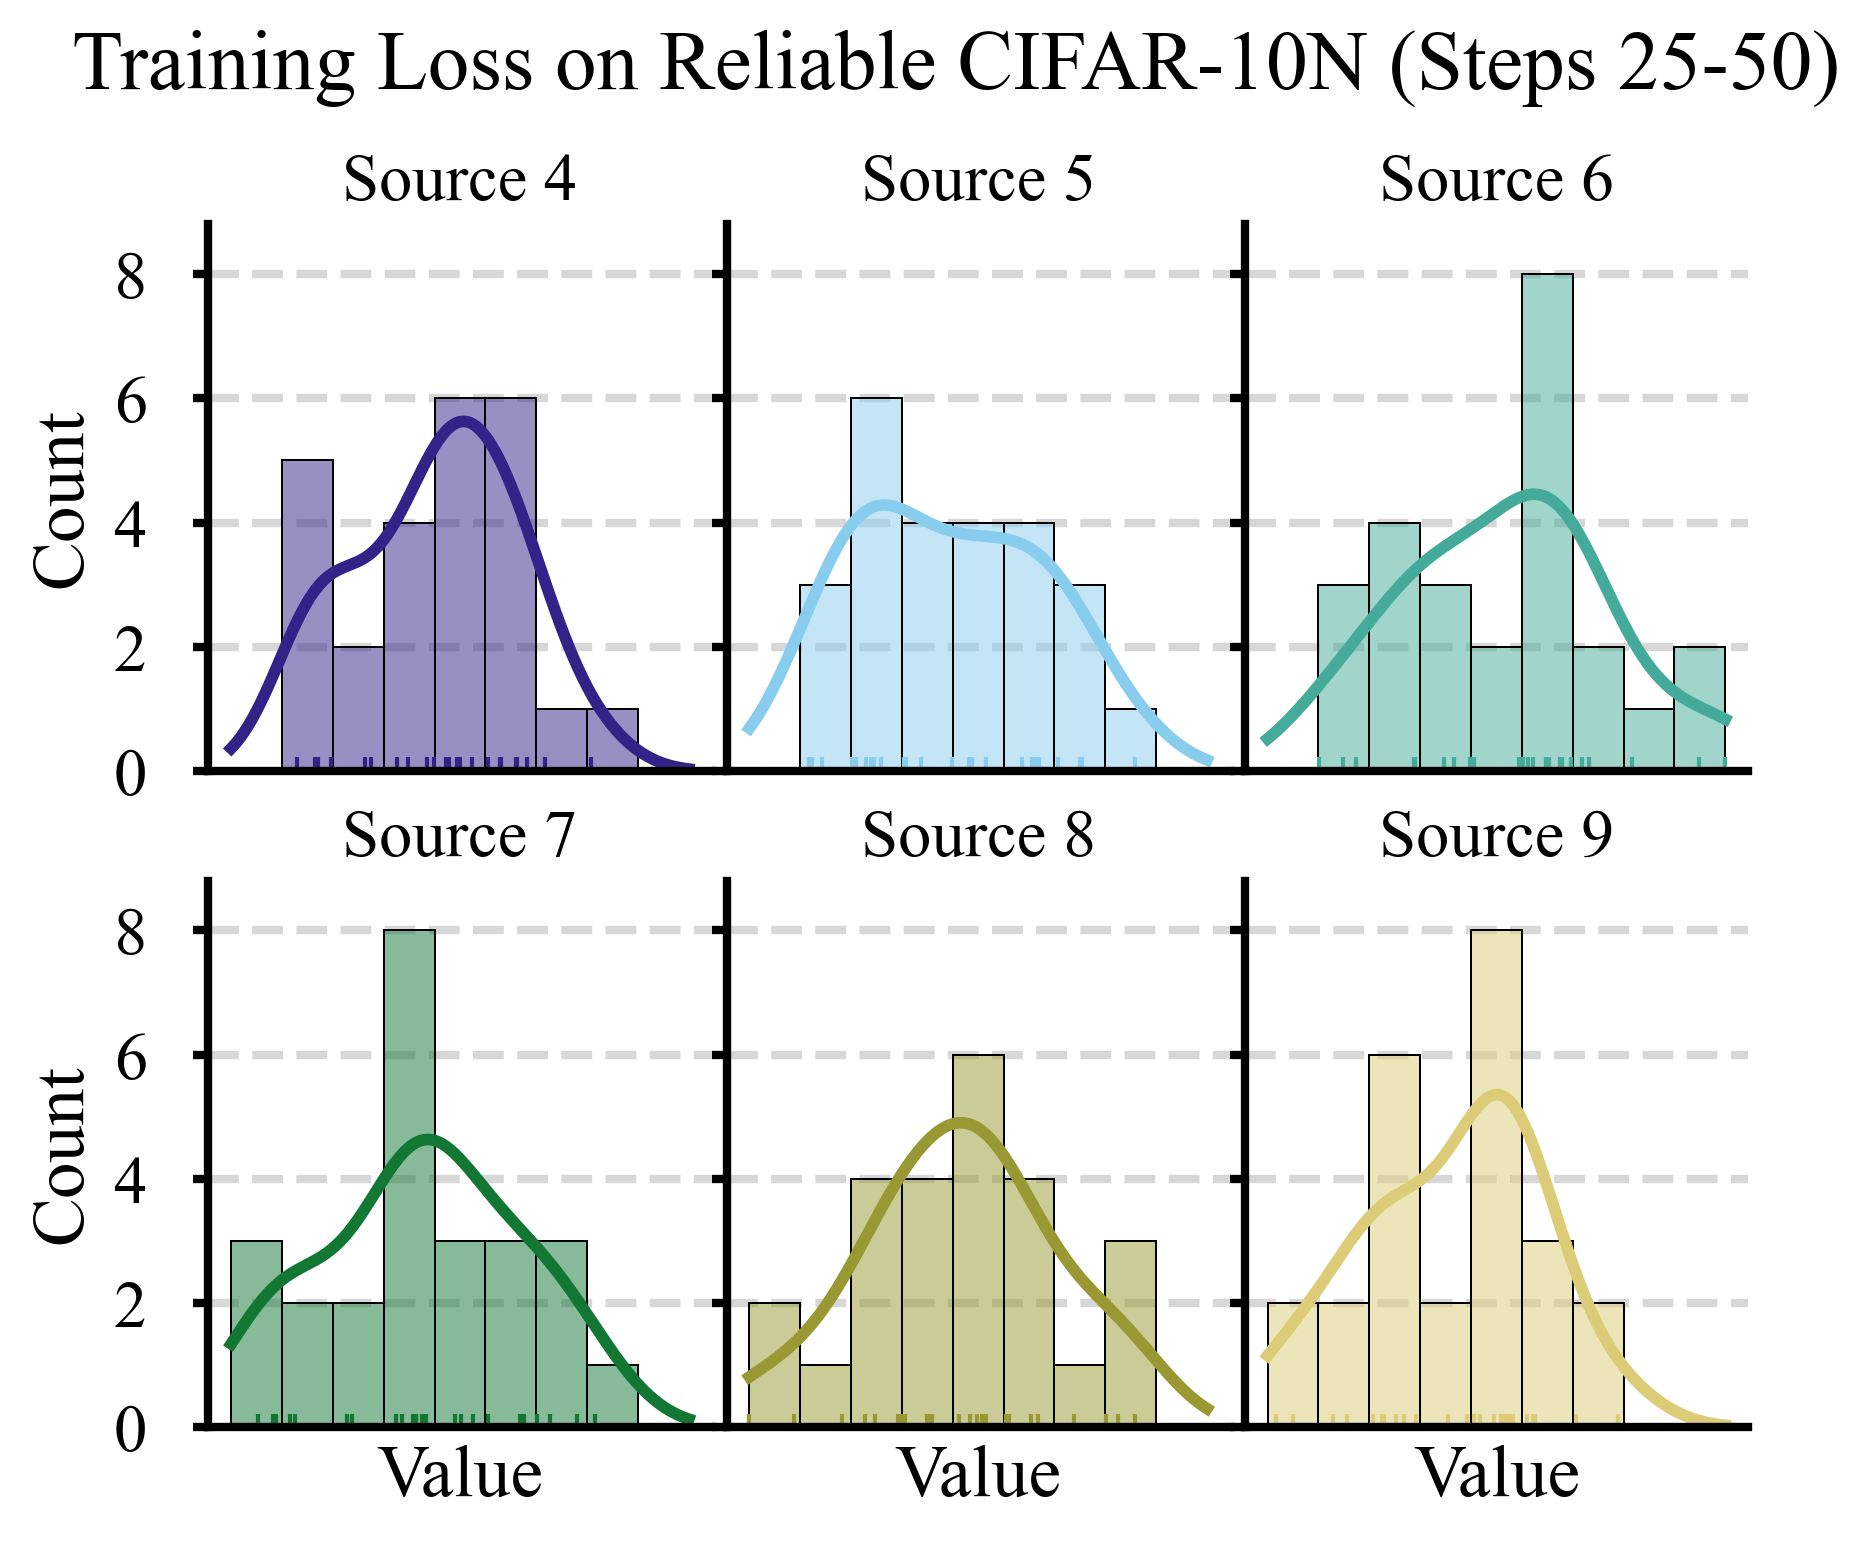 Training Loss on Reliable CIFAR-10N (Steps 25-50)
Source 4
Source 5
Source 6
8
6
4
2
0
Count
Source 7
Source 8
Source 9
8
6
4
2
0
Count
Value
Value
Value